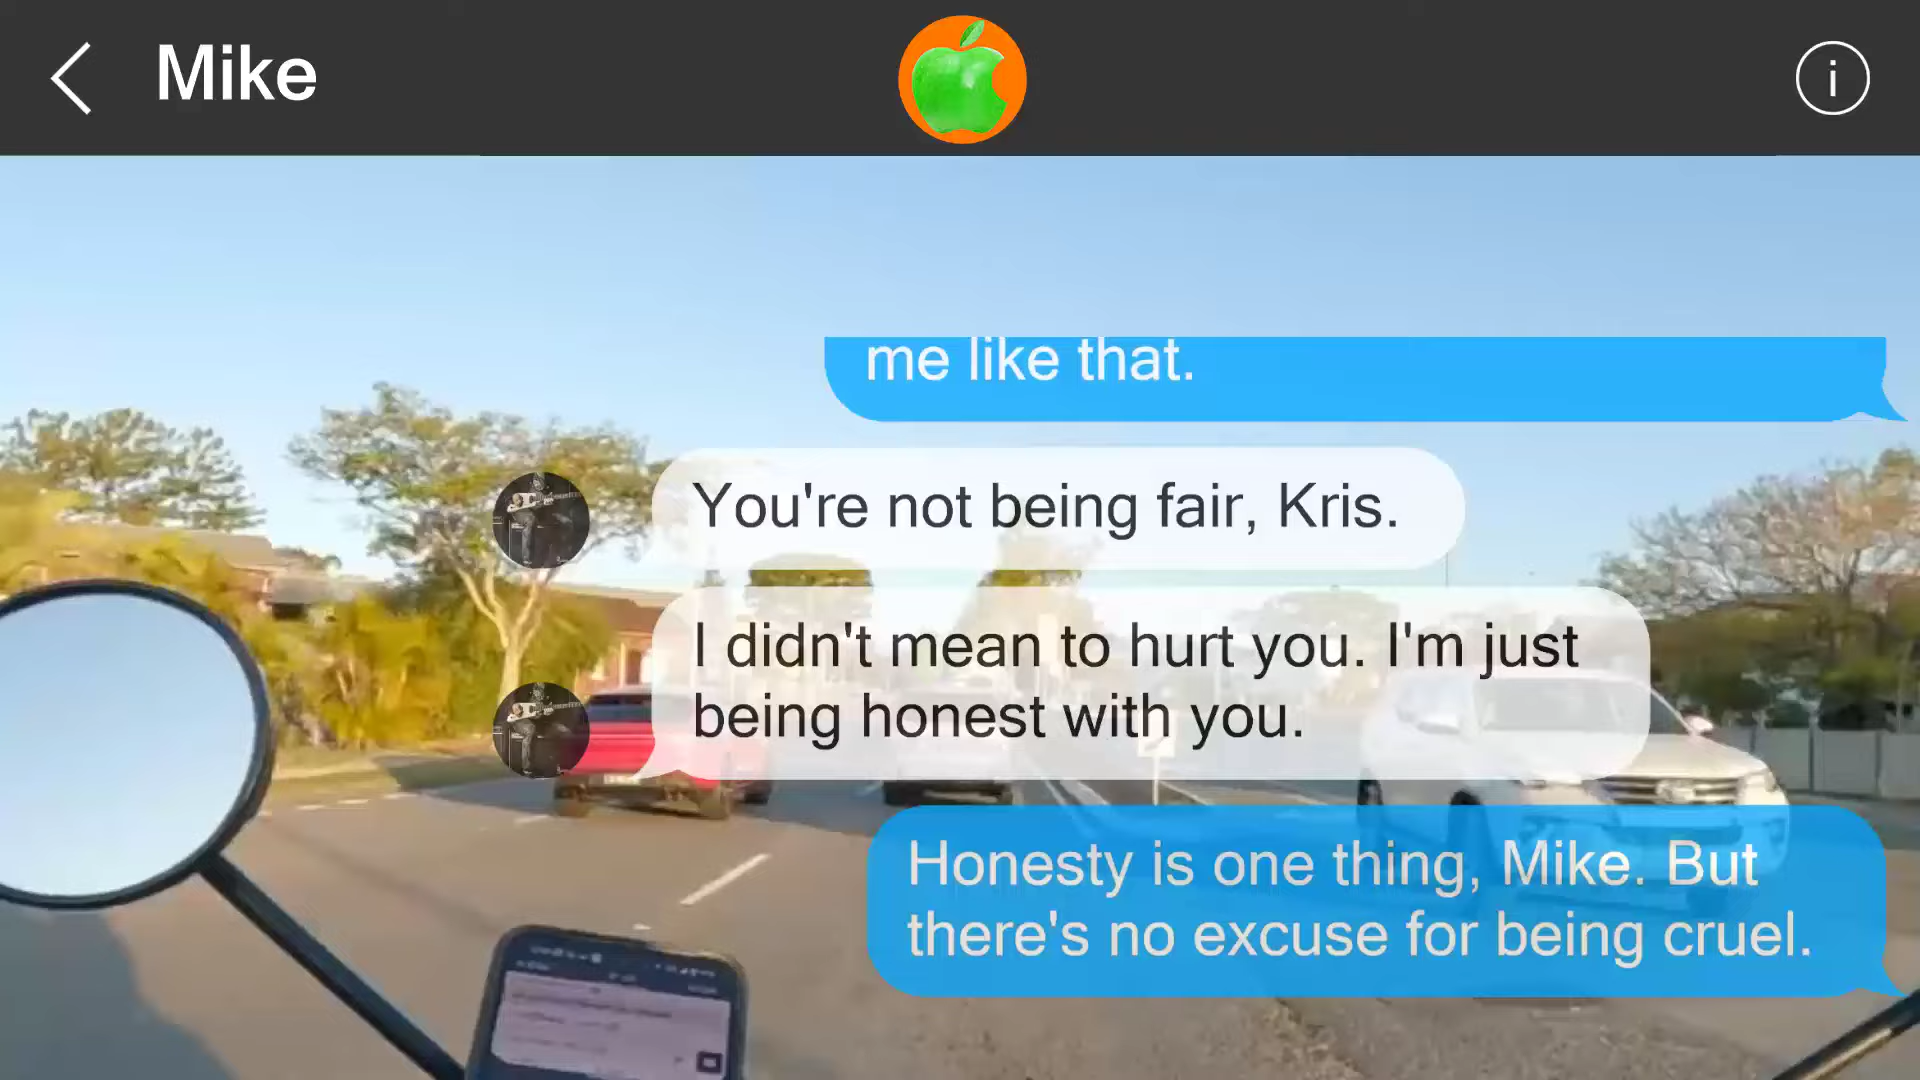 Mike
i
me like that.
You're not being fair, Kris.
I didn't mean to hurt you. I'm just
being honest with you.
Honesty is one thing, Mike. But
there's no excuse for being cruel.